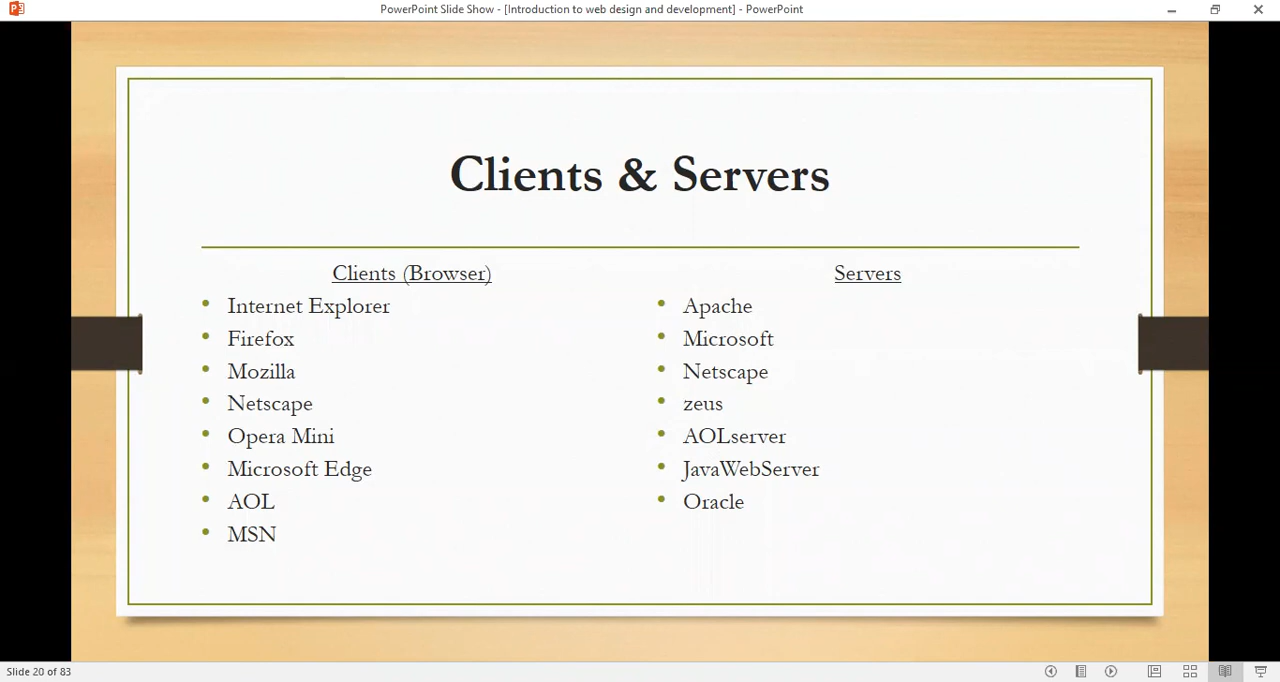 PowerPoint Slide Show - [Introduction to web design and development] - PowerPoint
Clients & Servers
Clients (Browser)
• Internet Explorer
• Firefox
• Mozilla
• Netscape
• Opera Mini
• Microsoft Edge
• AOL
• MSN
Servers
• Apache
• Microsoft
• Netscape
• zeus
• AOLserver
• JavaWebServer
• Oracle
Slide 20 of 83